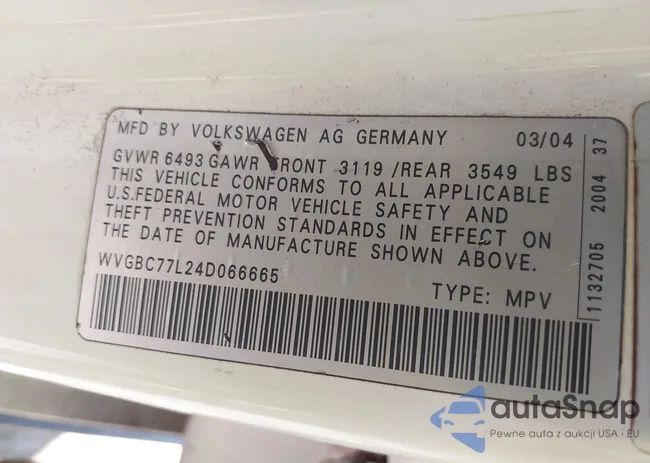 MFD BY VOLKSWAGEN AG GERMANY 03/04
GVWR 6493 GAWR FRONT 3119 /REAR 3549 LBS
THIS VEHICLE CONFORMS TO ALL APPLICABLE
U.S.FEDERAL MOTOR VEHICLE SAFETY AND
THEFT PREVENTION STANDARDS IN EFFECT ON
THE DATE OF MANUFACTURE SHOWN ABOVE.
WVGBC77L24D066665 TYPE: MPV
1132705 2004 37
autaSnap
Pewne auta z aukcji USA i EU